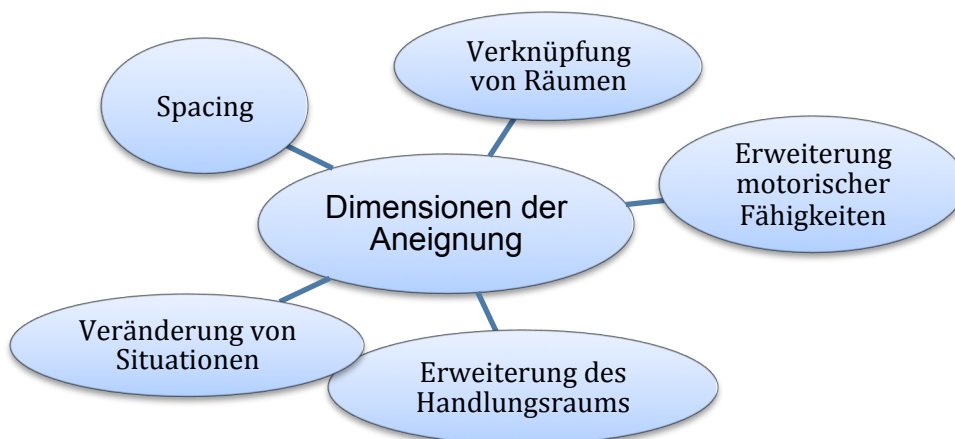 Verknüpfung
von Räumen
Spacing
Erweiterung
motorischer
Fähigkeiten
Dimensionen der
Aneignung
Veränderung von
Situationen
Erweiterung des
Handlungsraums